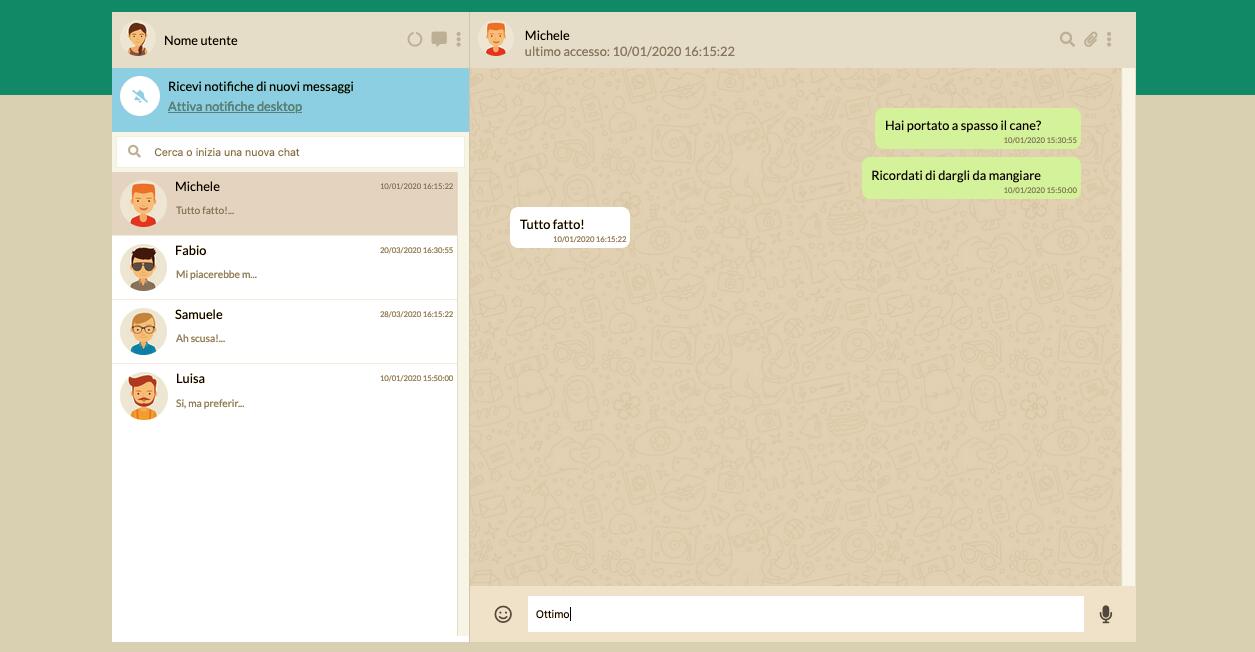 Nome utente
Ricevi notifiche di nuovi messaggi
Attiva notifiche desktop
Cerca o inizia una nuova chat
Michele 10/01/2020 16:15:22
Tutto fatto!...
Fabio 20/03/2020 16:30:55
Mi piacerebbe m...
Samuele 28/03/2020 16:15:22
Ah scusa!...
Luisa 10/01/2020 15:50:00
Si, ma preferir...
Michele
ultimo accesso: 10/01/2020 16:15:22
Hai portato a spasso il cane?
10/01/2020 15:30:55
Ricordati di dargli da mangiare
10/01/2020 15:50:00
Tutto fatto!
10/01/2020 16:15:22
Ottimo